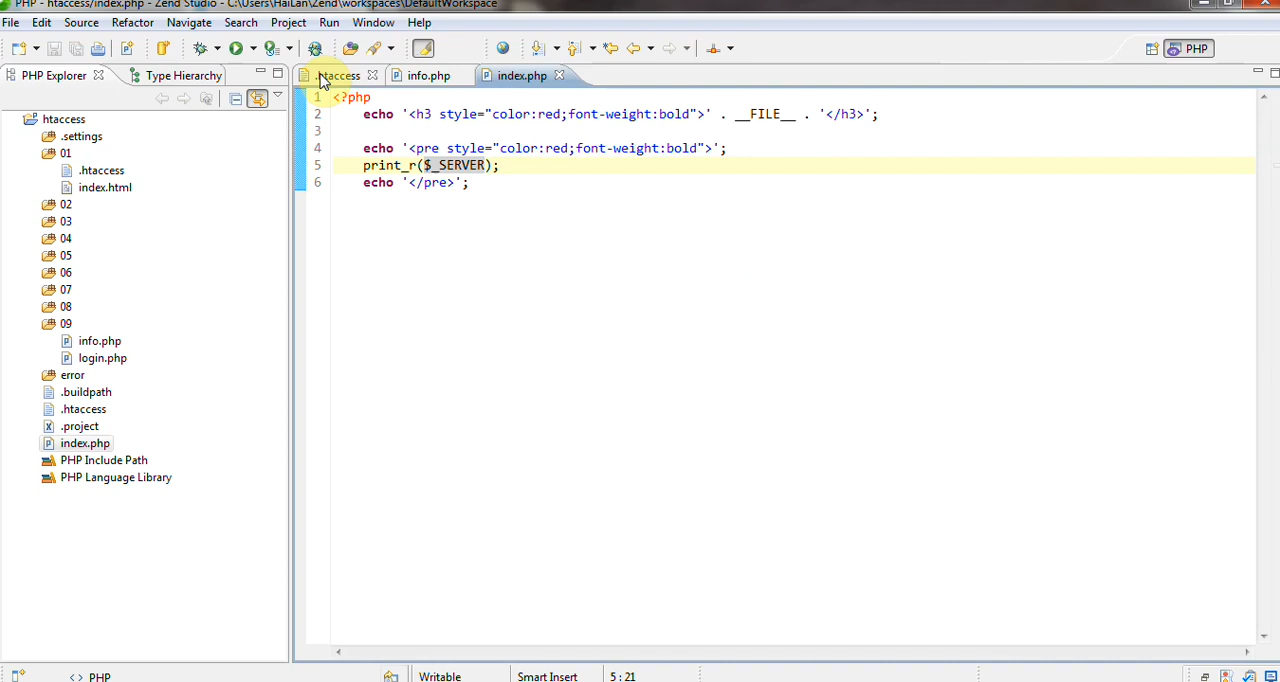 PHP - htaccess/index.php - Zend Studio - C:\Users\HaiLan\Zend\workspaces\DefaultWorkspace
File Edit Source Refactor Navigate Search Project Run Window Help
PHP
PHP Explorer Type Hierarchy
.htaccess info.php index.php
htaccess
.settings
01
.htaccess
index.html
02
03
04
05
06
07
08
09
info.php
login.php
error
.buildpath
.htaccess
.project
index.php
PHP Include Path
PHP Language Library
1 <?php
2 echo '<h3 style="color:red;font-weight:bold">' . __FILE__ . '</h3>';
3
4 echo '<pre style="color:red;font-weight:bold">';
5 print_r($_SERVER);
6 echo '</pre>';
<> PHP Writable Smart Insert 5:21